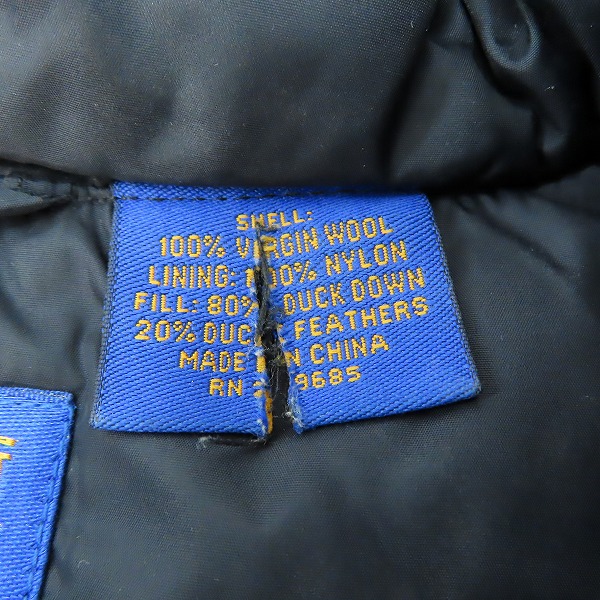 SHELL:
100% VIRGIN WOOL
LINING: 100% NYLON
FILL: 80% DUCK DOWN
20% DUCK FEATHERS
MADE IN CHINA
RN 9685